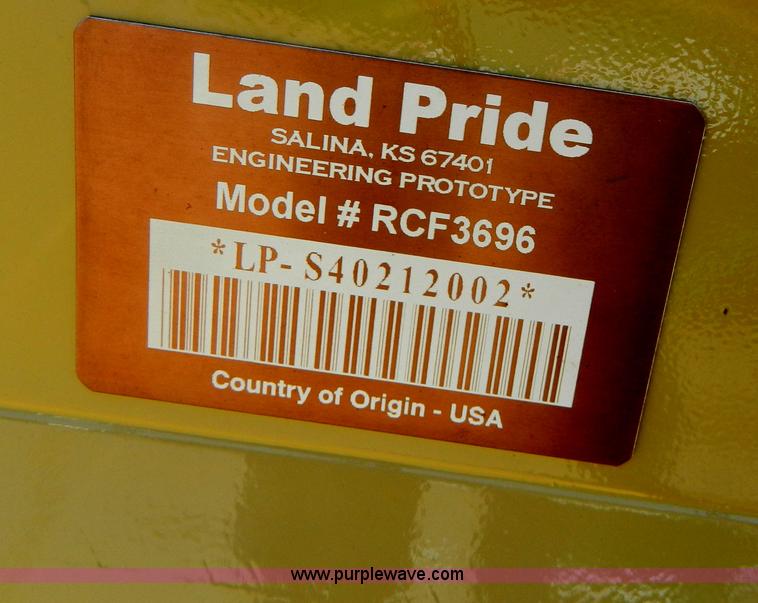 Land Pride
SALINA, KS 67401
ENGINEERING PROTOTYPE
Model # RCF3696
*LP-S40212002*
Country of Origin - USA
www.purplewave.com